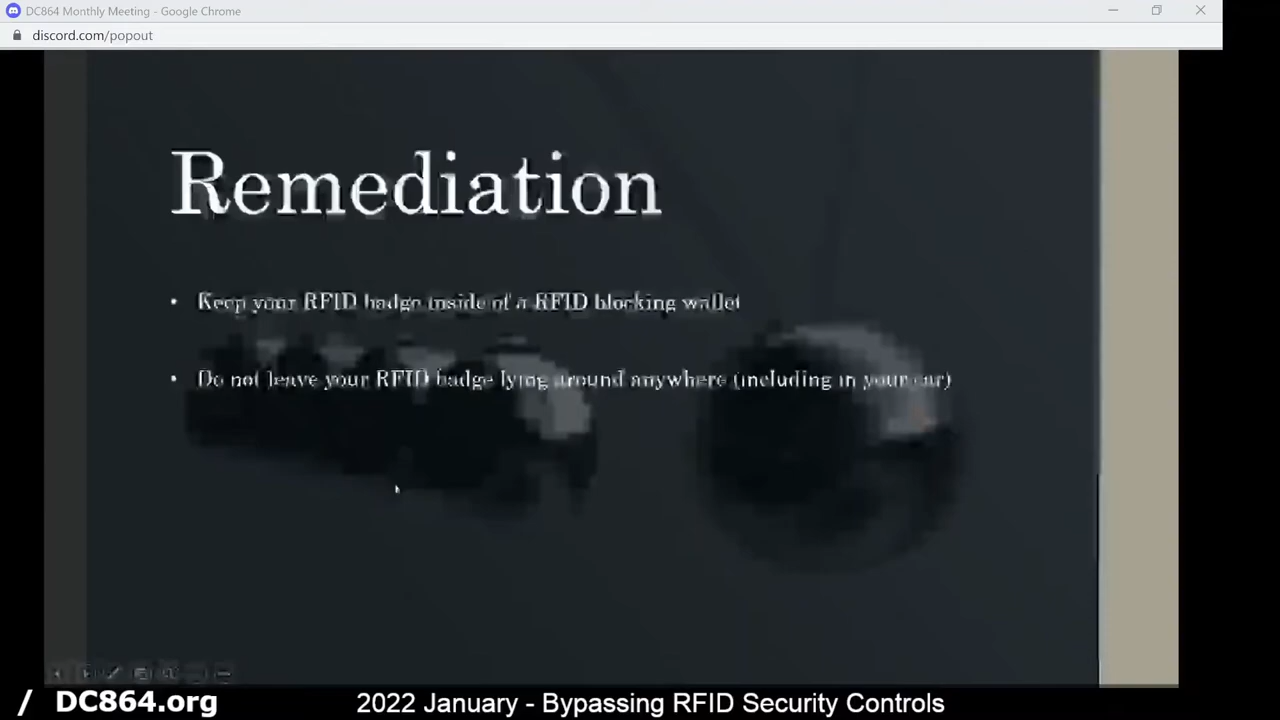 DC864 Monthly Meeting - Google Chrome
discord.com/popout
Remediation
• Keep your RFID badge inside of a RFID blocking wallet
• Do not leave your RFID badge lying around anywhere (including in your car)
/ DC864.org
2022 January - Bypassing RFID Security Controls